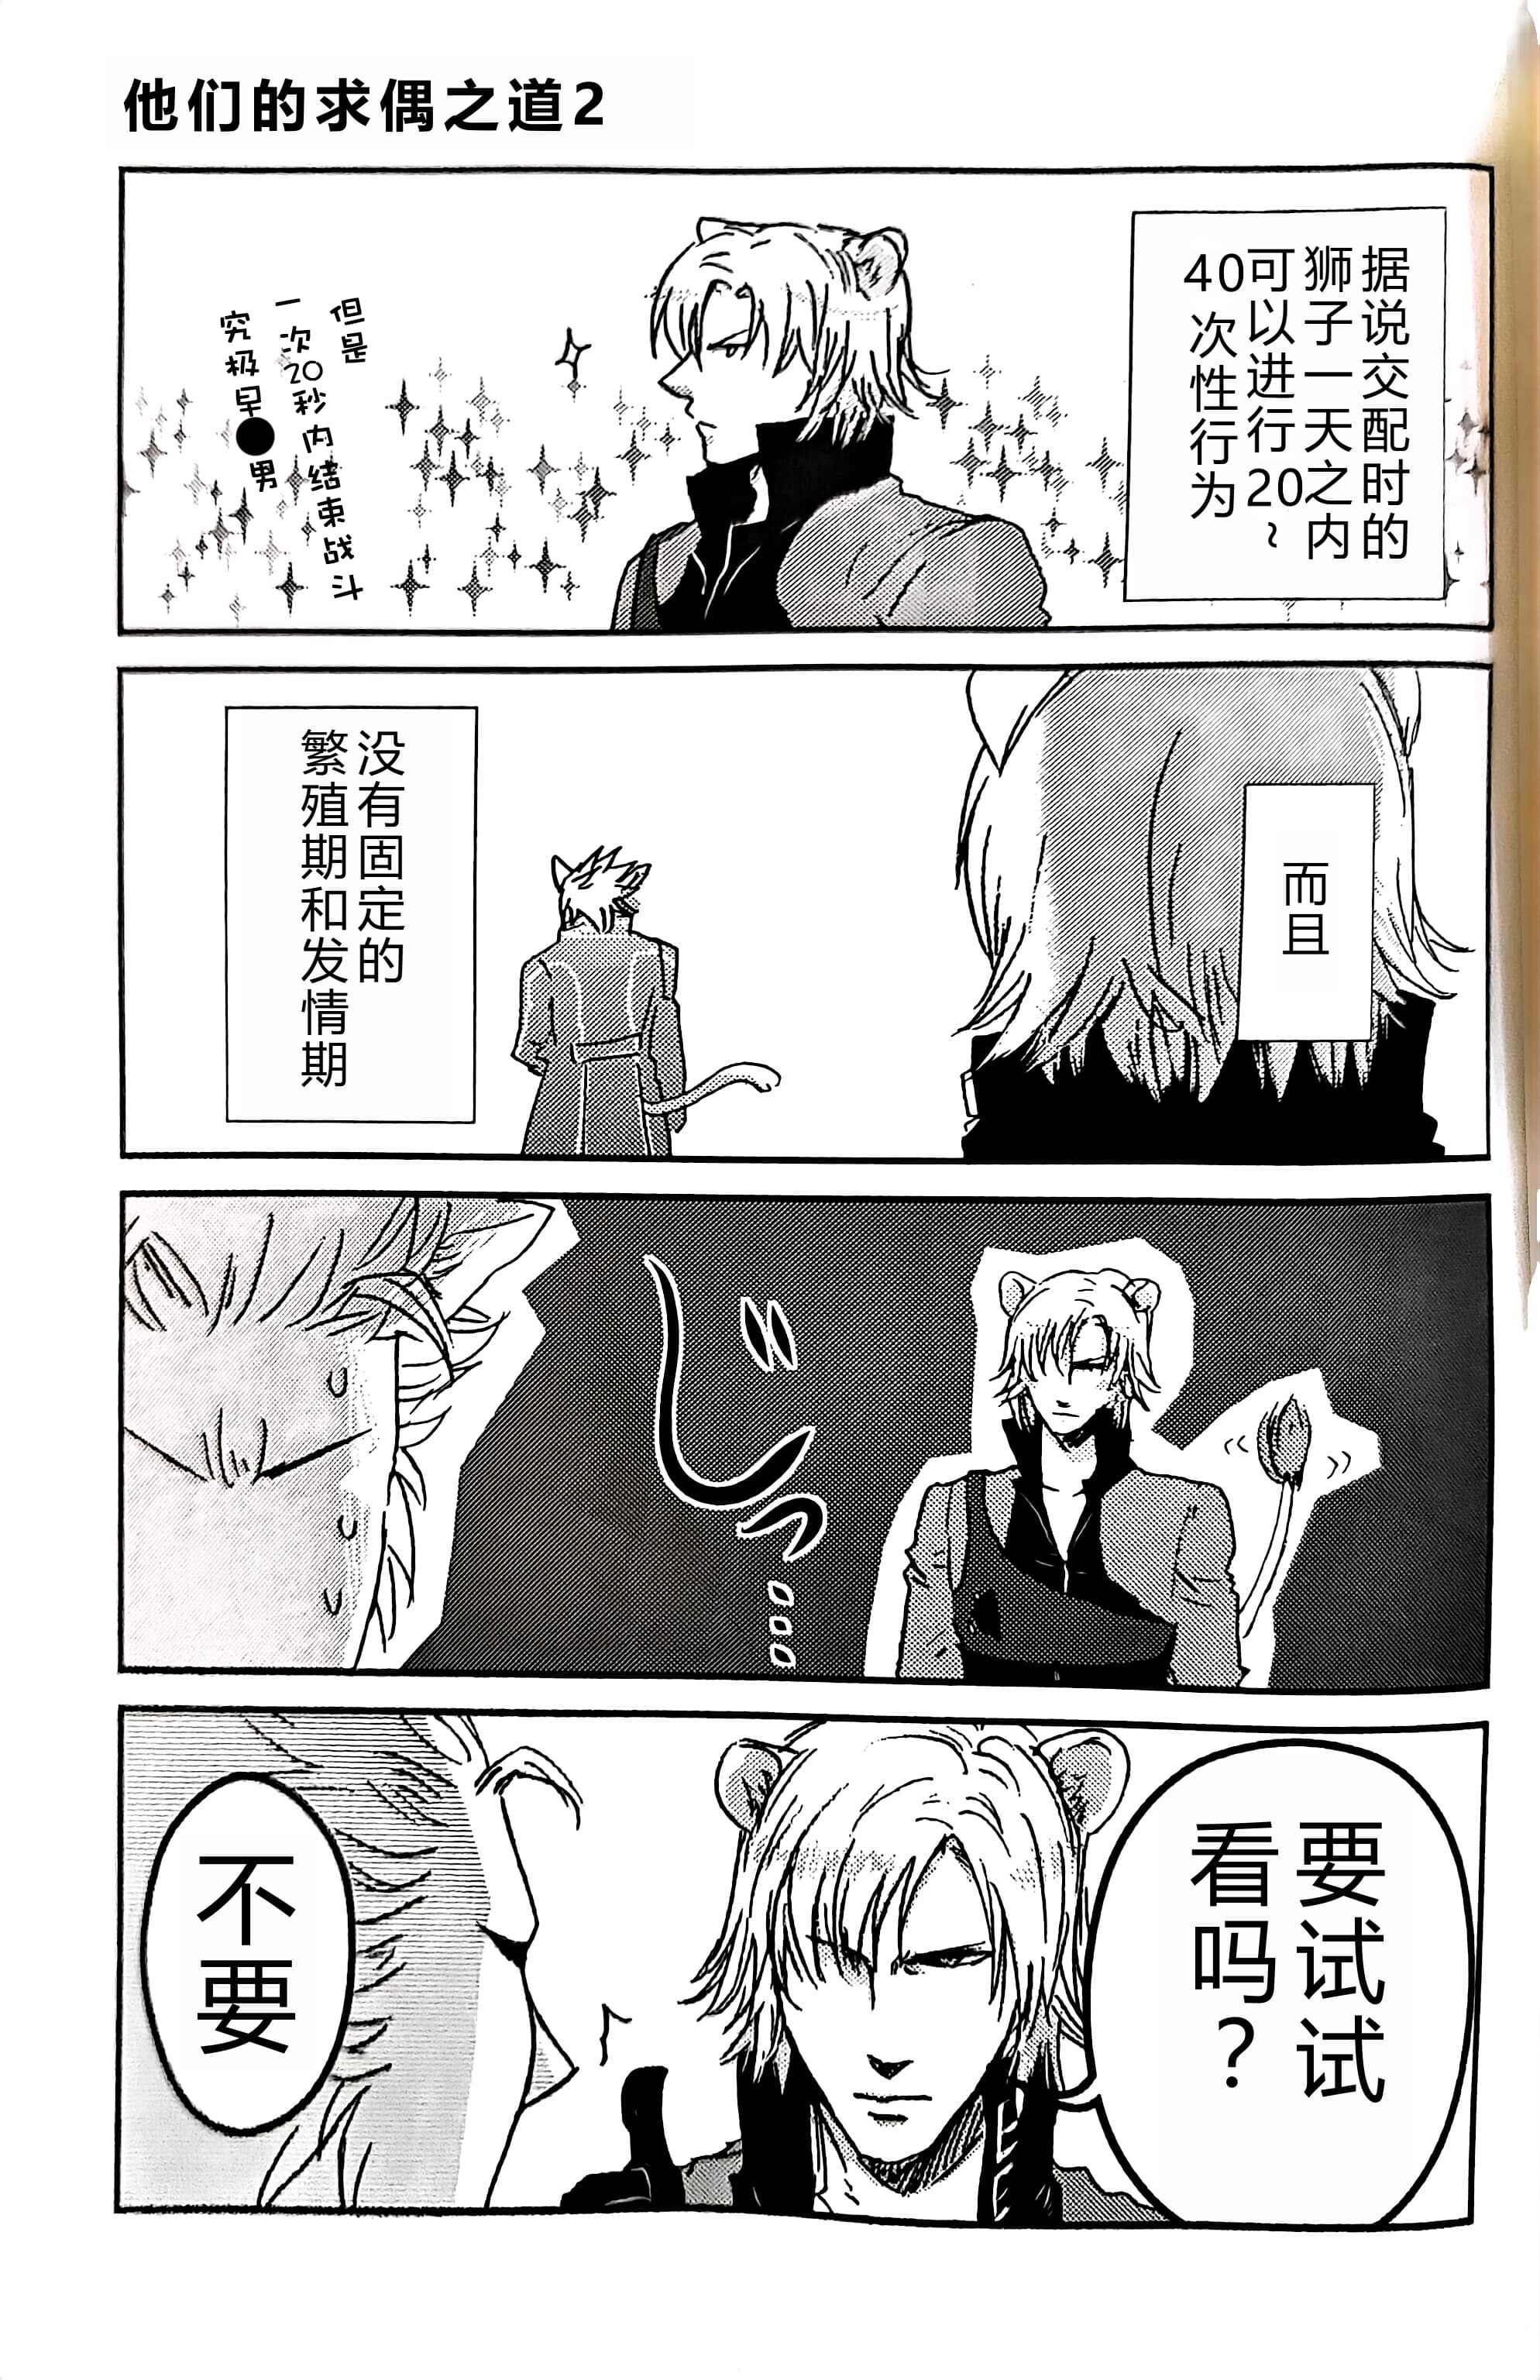 他们的求偶之道2
据说交配时的
狮子一天之内
可以进行20~
40次性行为
但是
一次20秒内结束战斗
究极早●男
而且
没有固定的
繁殖期和发情期
じっ…
要试试
看吗？
不要